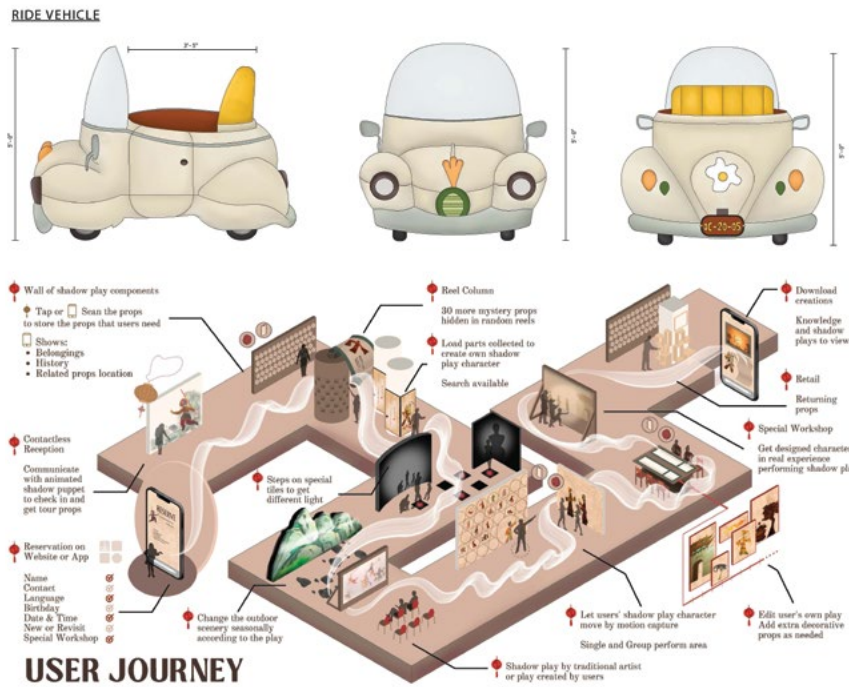 RIDE VEHICLE
3'-5"
Wall of shadow play components
Tap or Scan the props
to store the props that users need
Shows:
Belongings
History
Related props location
Contactless
Reception
Communicate
with animated
shadow puppet
to check in and
get tour props
Reservation on
Website or App
Name
Contact
Language
Birthday
Date & Time
New or Revisit
Special Workshop
RESERVE
Reel Column
30 more mystery props
hidden in random reels
Load parts collected to
create own shadow
play character
Search available
Steps on special
tiles to get
different light
Change the outdoor
scenery seasonally
according to the play
Shadow play by traditional artist
or play created by users
Let users' shadow play character
move by motion capture
Single and Group perform area
Edit user's own play
Add extra decorative
props as needed
Special Workshop
Get designed character
in real experience
performing shadow pl
Retail
Returning
props
Download
creations
Knowledge
and shadow
plays to view
USER JOURNEY